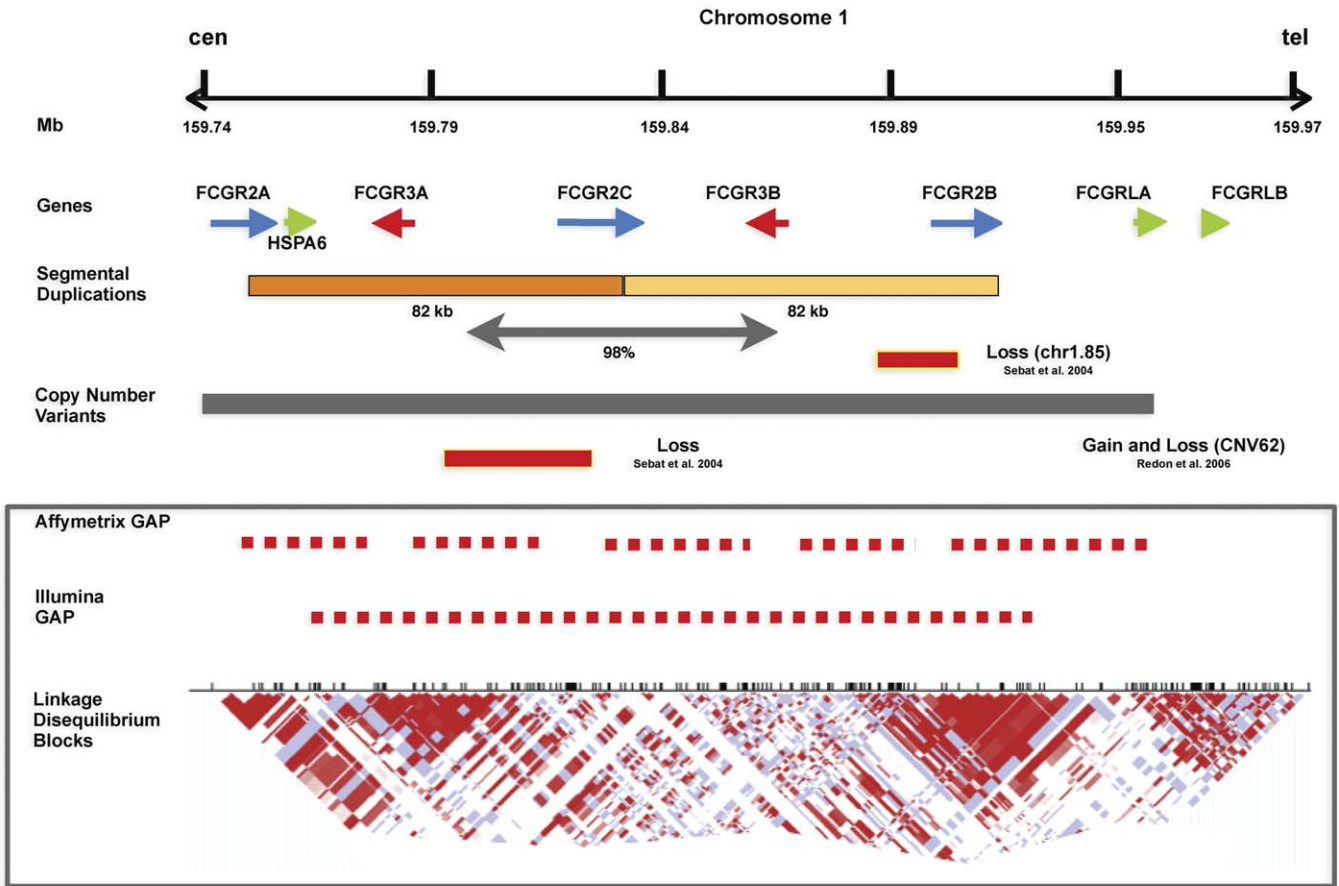 Chromosome 1
cen
tel
Mb
159.74
159.79
159.84
159.89
159.95
159.97
Genes
FCGR2A
HSPA6
FCGR3A
FCGR2C
FCGR3B
FCGR2B
FCGRLA
FCGRLB
Segmental
Duplications
82 kb
82 kb
98%
Loss (chr1.85)
Sebat et al. 2004
Copy Number
Variants
Loss
Sebat et al. 2004
Gain and Loss (CNV62)
Redon et al. 2006
Affymetrix GAP
Illumina
GAP
Linkage
Disequilibrium
Blocks